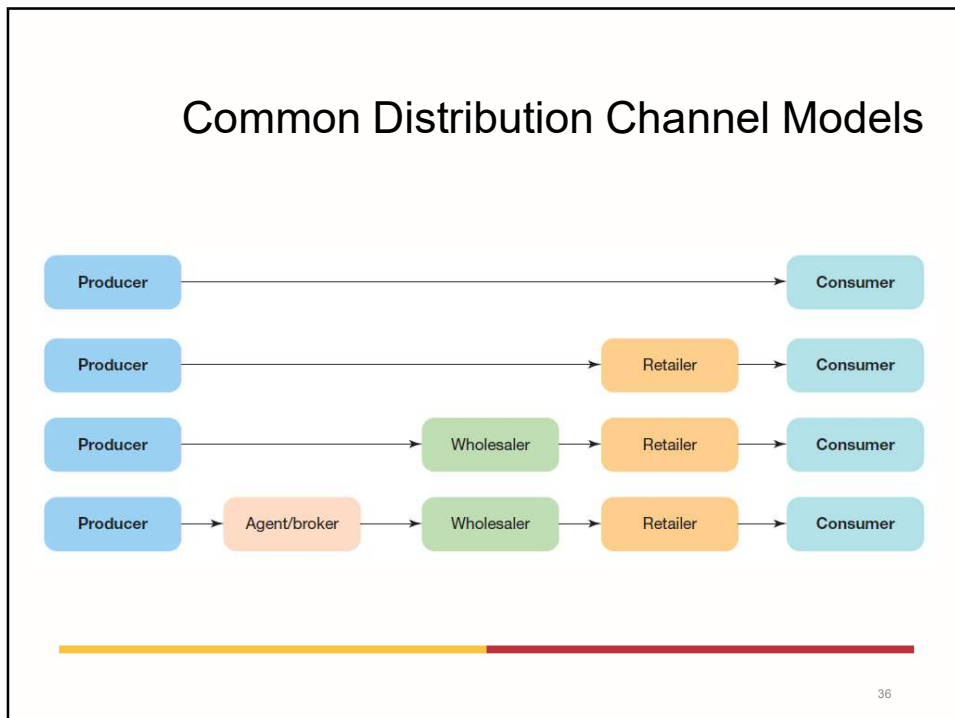 Common Distribution Channel Models
Producer Consumer
Producer Retailer Consumer
Producer Wholesaler Retailer Consumer
Producer Agent/broker Wholesaler Retailer Consumer
36